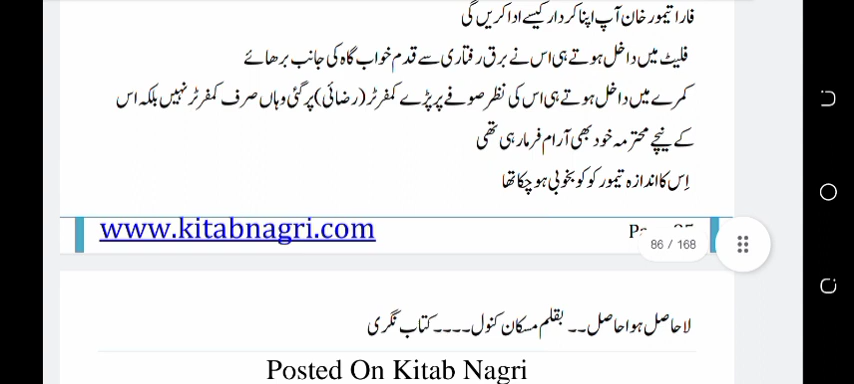 فارا تیمور خان آپ اپنا کردار کیسے ادا کریں گی
فلیٹ میں داخل ہوتے ہی اس نے برق رفتاری سے قدم خواب گاہ کی جانب برھائے
کمرے میں داخل ہوتے ہی اس کی نظر صوفے پر پڑے کمفرٹر (رضائی) پر گئی وہاں صرف کمفرٹر نہیں بلکہ اس
کے نیچے محترمہ خود بھی آرام فرما رہی تھی
اِس کا اندازہ تیمور کو کو بخوبی ہو چکا تھا
www.kitabnagri.com
86 / 168
لاحاصل ہوا حاصل۔۔ بقلم مسکان کنول۔۔۔۔ کتاب نگری
Posted On Kitab Nagri